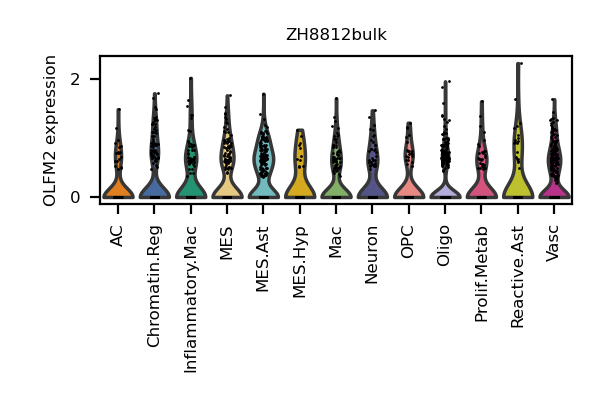 ZH8812bulk
OLFM2 expression
2
0
AC
Chromatin.Reg
Inflammatory.Mac
MES
MES.Ast
MES.Hyp
Mac
Neuron
OPC
Oligo
Prolif.Metab
Reactive.Ast
Vasc